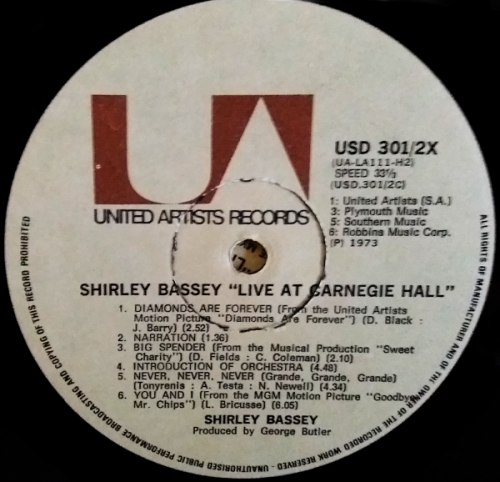 UA
UNITED ARTISTS RECORDS
USD 301/2X
(UA-LA111-H2)
SPEED 33⅓
(USD.301/2C)
1: United Artists (S.A.)
3: Plymouth Music
5: Southern Music
6: Robbins Music Corp.
(P) 1973
SHIRLEY BASSEY "LIVE AT CARNEGIE HALL"
1. DIAMONDS ARE FOREVER (From the United Artists
Motion Picture "Diamonds Are Forever") (D. Black :
J. Barry) (2.52)
2. NARRATION (1.36)
3. BIG SPENDER (From the Musical Production "Sweet
Charity") (D. Fields : C. Coleman) (2.10)
4. INTRODUCTION OF ORCHESTRA (4.48)
5. NEVER, NEVER, NEVER (Grande, Grande, Grande)
(Tonyrenis : A. Testa : N. Newell) (4.34)
6. YOU AND I (From the MGM Motion Picture "Goodbye,
Mr. Chips") (L. Bricusse) (6.05)
SHIRLEY BASSEY
Produced by George Butler
ALL RIGHTS OF MANUFACTURER AND OF THE OWNER OF THE RECORDED WORK RESERVED - UNAUTHORISED PUBLIC PERFORMANCE BROADCASTING AND COPYING OF THIS RECORD PROHIBITED